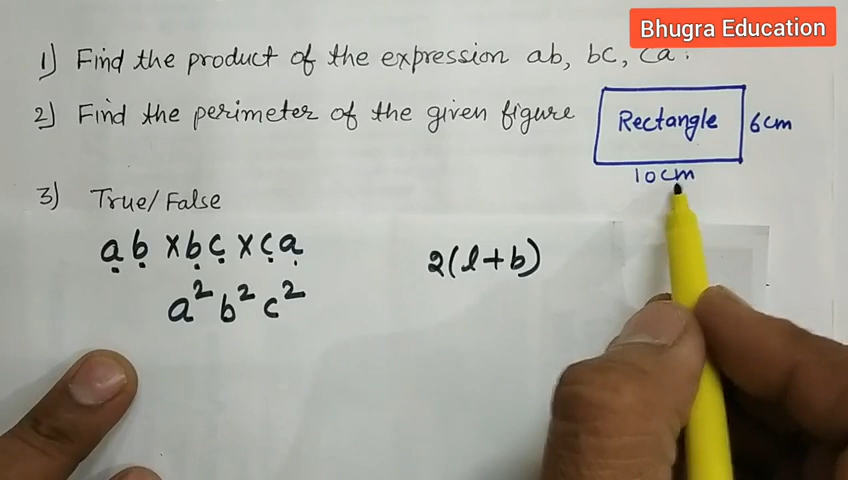 Bhugra Education
1) Find the product of the expression ab, bc, ca.
2) Find the perimeter of the given figure
Rectangle 6cm
10cm
3) True/False
ab x bc x ca
a²b²c²
2(l+b)